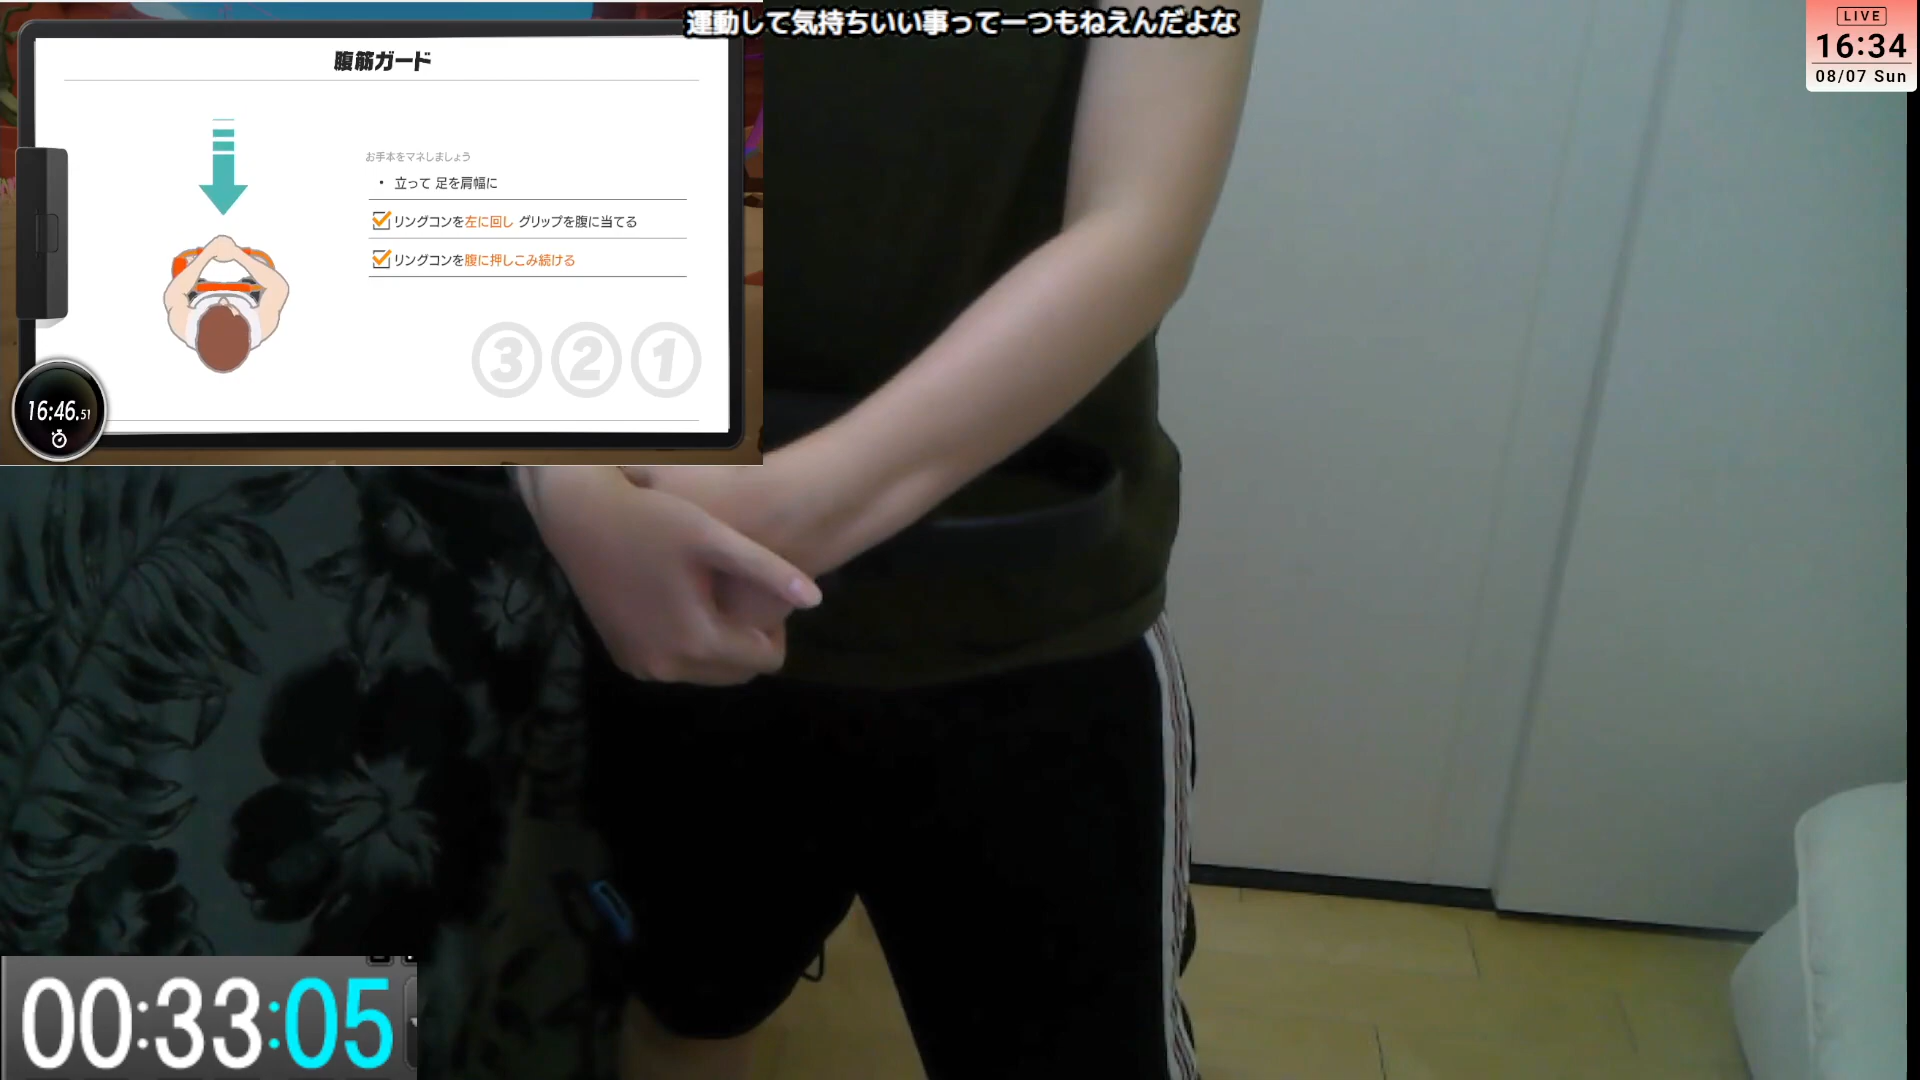 運動して気持ちいい事って一つもねえんだよな
LIVE
16:34
08/07 Sun
腹筋ガード
お手本をマネしましょう
・ 立って 足を肩幅に
リングコンを左に回し グリップを腹に当てる
リングコンを腹に押しこみ続ける
3 2 1
16:46.51
00:33:05